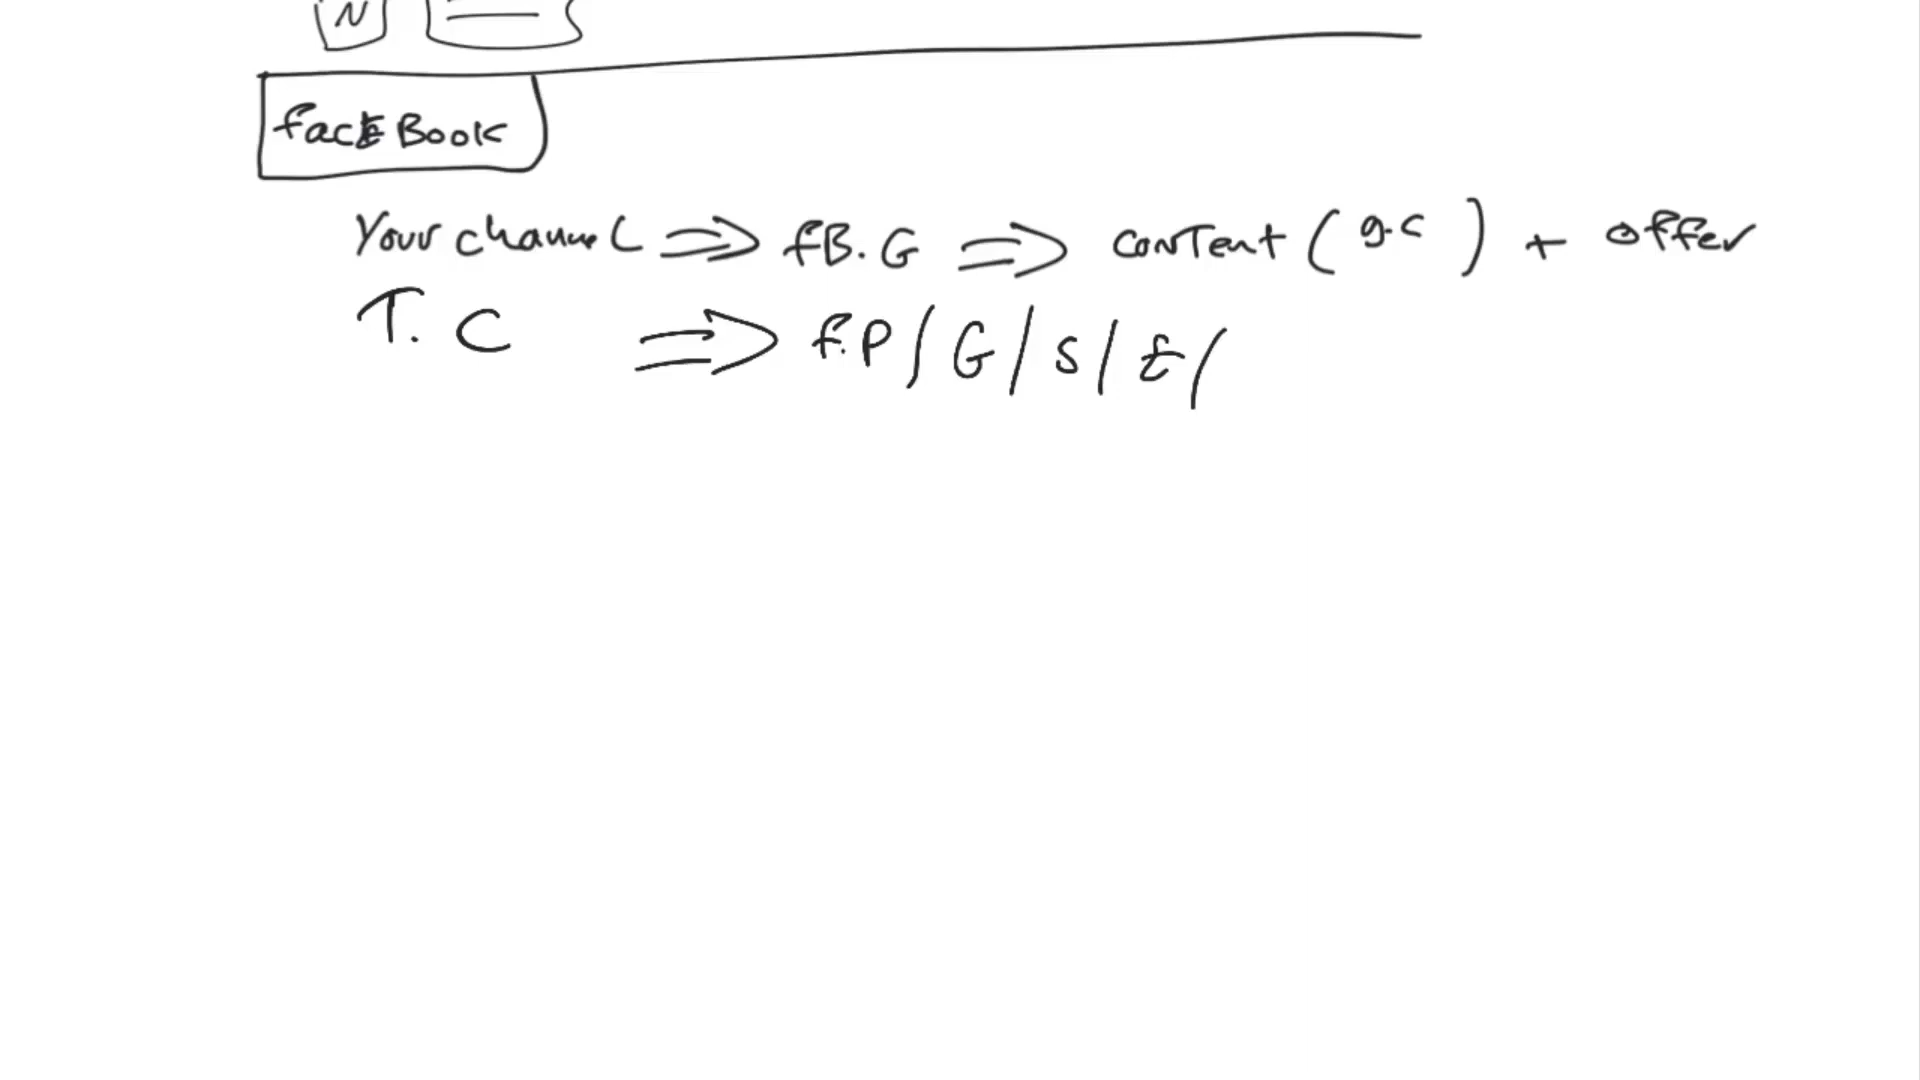 N
faceBook
Your channel => fB.G => content (g.c) + offer
T.C => f.P/G/S/E/